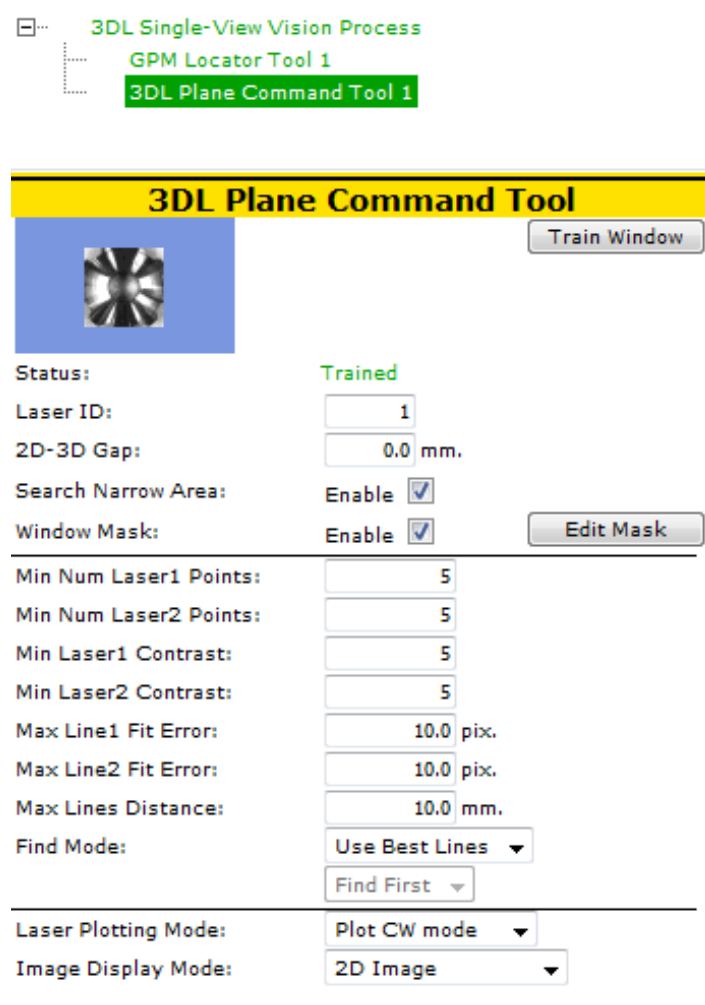 3DL Single-View Vision Process
GPM Locator Tool 1
3DL Plane Command Tool 1
3DL Plane Command Tool
Train Window
Status: Trained
Laser ID: 1
2D-3D Gap: 0.0 mm.
Search Narrow Area: Enable
Window Mask: Enable Edit Mask
Min Num Laser1 Points: 5
Min Num Laser2 Points: 5
Min Laser1 Contrast: 5
Min Laser2 Contrast: 5
Max Line1 Fit Error: 10.0 pix.
Max Line2 Fit Error: 10.0 pix.
Max Lines Distance: 10.0 mm.
Find Mode: Use Best Lines
Find First
Laser Plotting Mode: Plot CW mode
Image Display Mode: 2D Image